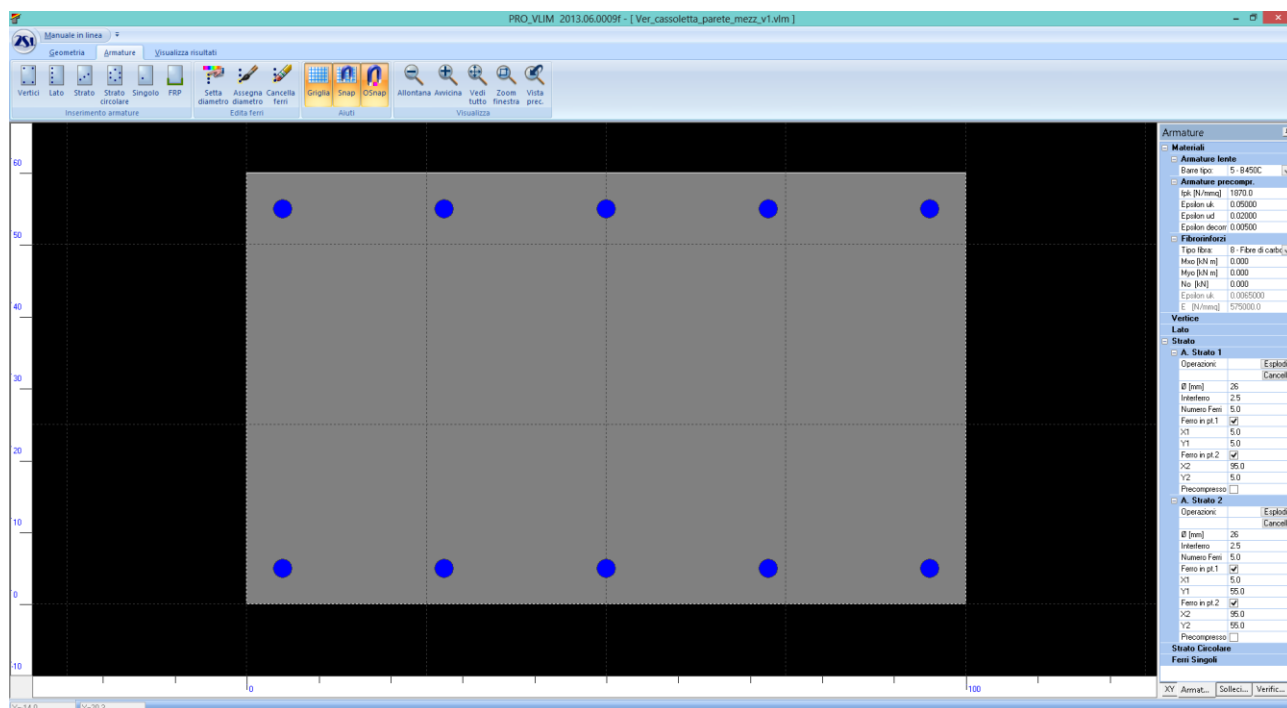 PRO_VLIM 2013.06.0009f - [ Ver_cassoletta_parete_mezz_v1.vlm ]
2SI Manuale in linea
Geometria Armature Visualizza risultati
Vertici Lato Strato Strato circolare Singolo FRP
Setta diametro Assegna diametro Cancella ferri
Griglia Snap OSnap
Allontana Avvicina Vedi tutto Zoom finestra Vista prec.
Inserimento armature Edita ferri Aiuti Visualizza
60
50
40
30
20
10
0
-10
0 100
Armature
Materiali
Armature lente
Barre tipo: 5 - B450C
Armature precompr.
fpk [N/mmq] 1870.0
Epsilon uk 0.05000
Epsilon ud 0.02000
Epsilon decorr 0.00500
Fibrorinforzi
Tipo fibra: 8 - Fibre di carbo
Mxo [kN m] 0.000
Myo [kN m] 0.000
No [kN] 0.000
Epsilon uk 0.0065000
E [N/mmq] 575000.0
Vertice
Lato
Strato
A. Strato 1
Operazioni: Esplodi
Cancell
Ø [mm] 26
Interferro 2.5
Numero Ferri 5.0
Ferro in pt.1
X1 5.0
Y1 5.0
Ferro in pt.2
X2 95.0
Y2 5.0
Precompresso
A. Strato 2
Operazioni: Esplodi
Cancell
Ø [mm] 26
Interferro 2.5
Numero Ferri 5.0
Ferro in pt.1
X1 5.0
Y1 55.0
Ferro in pt.2
X2 95.0
Y2 55.0
Precompresso
Strato Circolare
Ferri Singoli
XY Armat... Solleci... Verific...